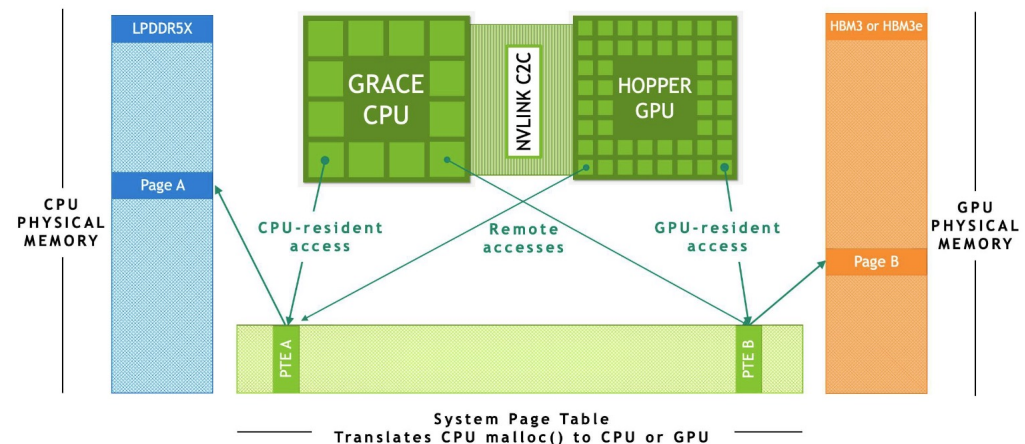 LPDDR5X
GRACE
CPU
NVLINK C2C
HOPPER
GPU
HBM3 or HBM3e
Page A
CPU
PHYSICAL
MEMORY
CPU-resident
access
Remote
accesses
GPU-resident
access
GPU
PHYSICAL
MEMORY
Page B
PTE A
PTE B
System Page Table
Translates CPU malloc() to CPU or GPU